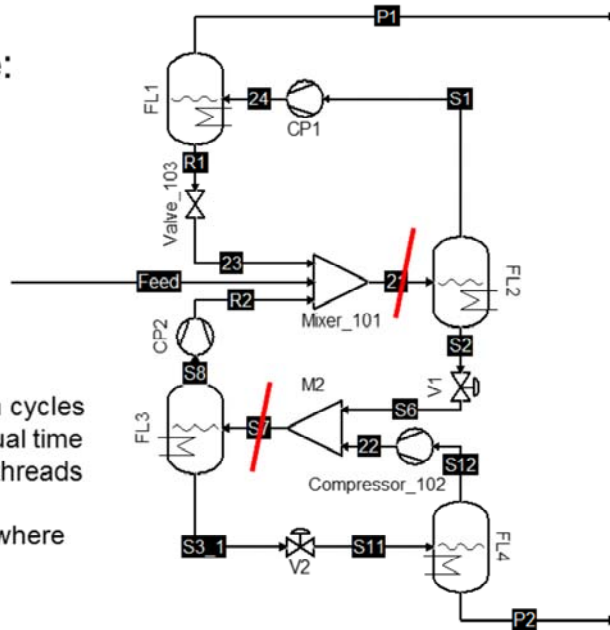 P1
e:
FL1
24
CP1
S1
R1
Valve_103
23
Feed
R2
Mixer_101
21
FL2
CP2
S8
S2
V1
M2
S6
n cycles
ual time
threads
where
FL3
S7
22
Compressor_102
S12
S3_1
V2
S11
FL4
P2